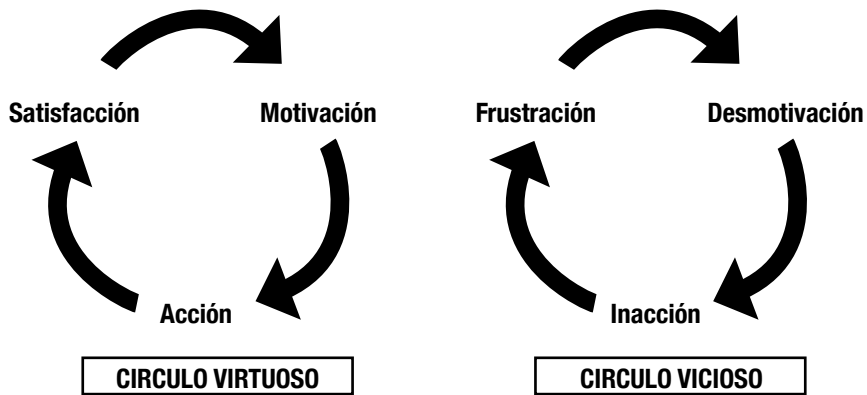 Satisfacción
Motivación
Acción
CIRCULO VIRTUOSO
Frustración
Desmotivación
Inacción
CIRCULO VICIOSO